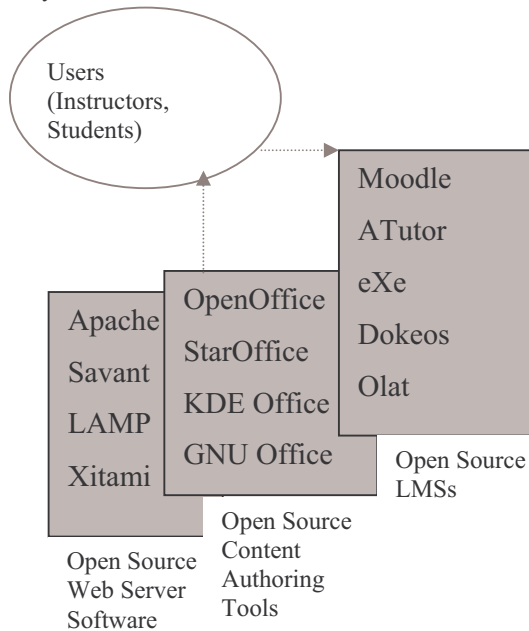 Users
(Instructors,
Students)
Moodle
ATutor
eXe
Dokeos
Olat
OpenOffice
StarOffice
KDE Office
GNU Office
Apache
Savant
LAMP
Xitami
Open Source
LMSs
Open Source
Content
Authoring
Tools
Open Source
Web Server
Software